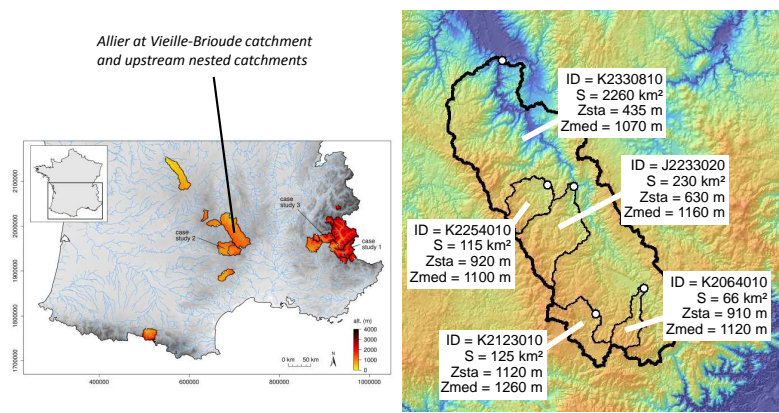 Allier at Vieille-Brioude catchment
and upstream nested catchments
2100000
2000000
1900000
1800000
1700000
400000
600000
800000
1000000
case
study 3
case
study 2
case
study 1
alt. (m)
4000
3000
2000
1000
0
0 km 50 km
N
ID = K2330810
S = 2260 km²
Zsta = 435 m
Zmed = 1070 m
ID = J2233020
S = 230 km²
Zsta = 630 m
Zmed = 1160 m
ID = K2254010
S = 115 km²
Zsta = 920 m
Zmed = 1100 m
ID = K2064010
S = 66 km²
Zsta = 910 m
Zmed = 1120 m
ID = K2123010
S = 125 km²
Zsta = 1120 m
Zmed = 1260 m